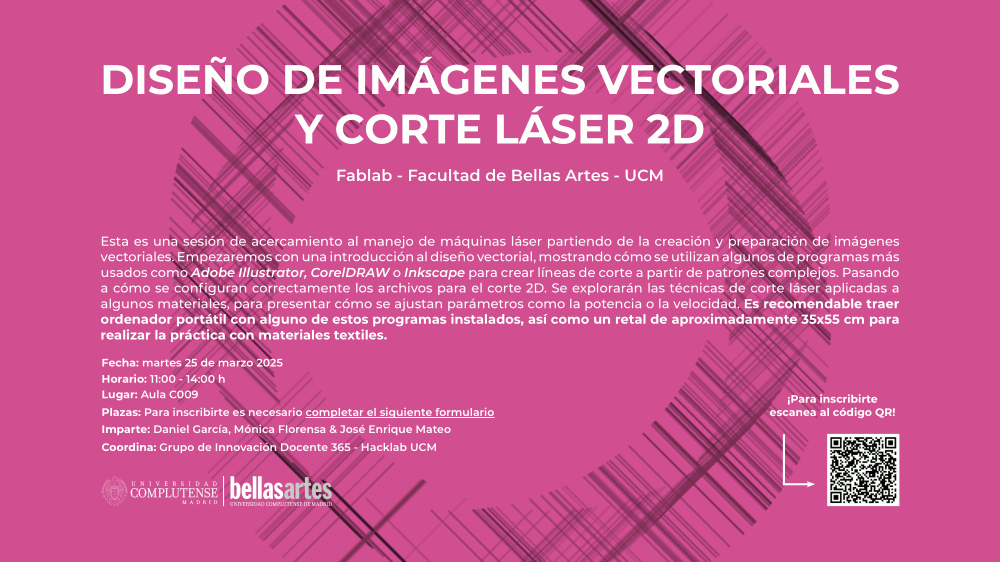 DISEÑO DE IMÁGENES VECTORIALES
Y CORTE LÁSER 2D
Fablab - Facultad de Bellas Artes - UCM
Esta es una sesión de acercamiento al manejo de máquinas láser partiendo de la creación y preparación de imágenes
vectoriales. Empezaremos con una introducción al diseño vectorial, mostrando cómo se utilizan algunos de programas más
usados como Adobe Illustrator, CorelDRAW o Inkscape para crear líneas de corte a partir de patrones complejos. Pasando
a cómo se configuran correctamente los archivos para el corte 2D. Se explorarán las técnicas de corte láser aplicadas a
algunos materiales, para presentar cómo se ajustan parámetros como la potencia o la velocidad. Es recomendable traer
ordenador portátil con alguno de estos programas instalados, así como un retal de aproximadamente 35x55 cm para
realizar la práctica con materiales textiles.
Fecha: martes 25 de marzo 2025
Horario: 11:00 - 14:00 h
Lugar: Aula C009
Plazas: Para inscribirte es necesario completar el siguiente formulario
Imparte: Daniel García, Mónica Florensa & José Enrique Mateo
Coordina: Grupo de Innovación Docente 365 - Hacklab UCM
¡Para inscribirte
escanea al código QR!
UNIVERSIDAD
COMPLUTENSE
MADRID
bellasartes
UNIVERSIDAD COMPLUTENSE DE MADRID